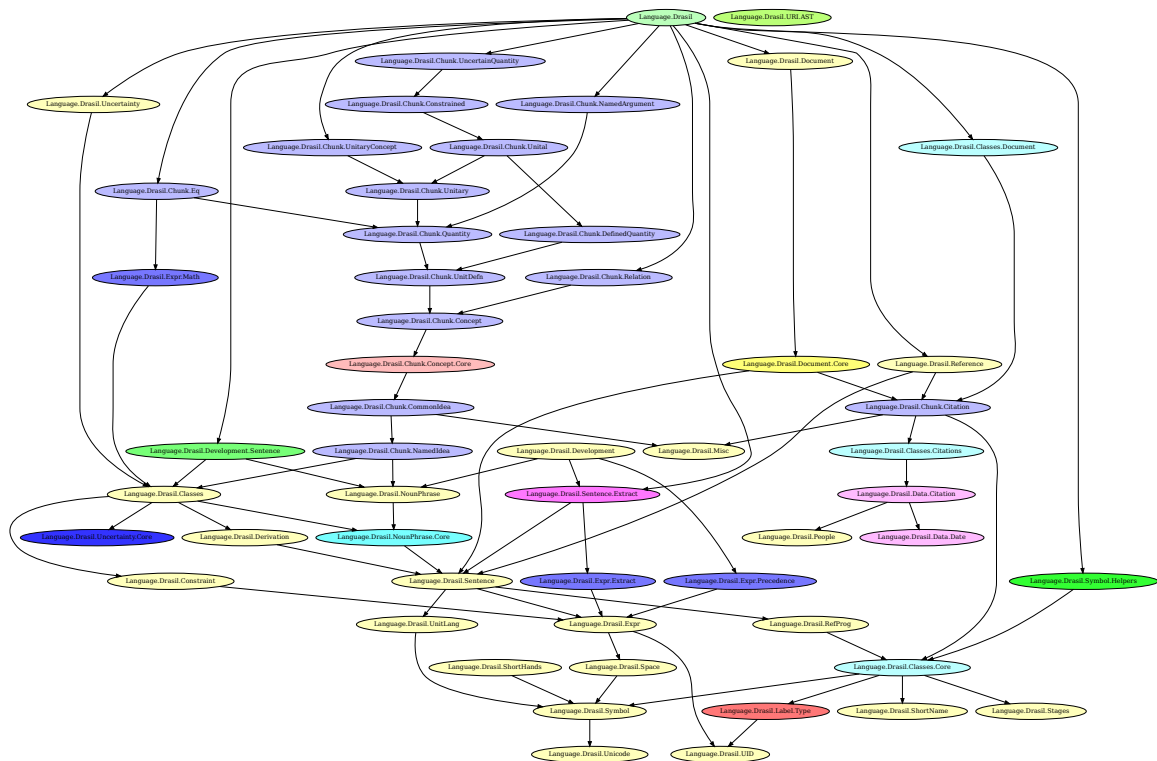 Language.Drasil
Language.Drasil.URI.AST
Language.Drasil.Chunk.UncertainQuantity
Language.Drasil.Document
Language.Drasil.Uncertainty
Language.Drasil.Chunk.Constrained
Language.Drasil.Chunk.NamedArgument
Language.Drasil.Chunk.UnitaryConcept
Language.Drasil.Chunk.Unital
Language.Drasil.Classes.Document
Language.Drasil.Chunk.Eq
Language.Drasil.Chunk.Unitary
Language.Drasil.Chunk.Quantity
Language.Drasil.Chunk.DefinedQuantity
Language.Drasil.Expr.Math
Language.Drasil.Chunk.UnitDefn
Language.Drasil.Chunk.Relation
Language.Drasil.Chunk.Concept
Language.Drasil.Chunk.Concept.Core
Language.Drasil.Document.Core
Language.Drasil.Reference
Language.Drasil.Chunk.CommonIdea
Language.Drasil.Chunk.Citation
Language.Drasil.Development.Sentence
Language.Drasil.Chunk.NamedIdea
Language.Drasil.Development
Language.Drasil.Misc
Language.Drasil.Classes.Citations
Language.Drasil.Classes
Language.Drasil.NounPhrase
Language.Drasil.Sentence.Extract
Language.Drasil.Data.Citation
Language.Drasil.Uncertainty.Core
Language.Drasil.Derivation
Language.Drasil.NounPhrase.Core
Language.Drasil.People
Language.Drasil.Data.Date
Language.Drasil.Constraint
Language.Drasil.Sentence
Language.Drasil.Expr.Extract
Language.Drasil.Expr.Precedence
Language.Drasil.Symbol.Helpers
Language.Drasil.UnitLang
Language.Drasil.Expr
Language.Drasil.RefProg
Language.Drasil.ShortHands
Language.Drasil.Space
Language.Drasil.Classes.Core
Language.Drasil.Symbol
Language.Drasil.Label.Type
Language.Drasil.ShortName
Language.Drasil.Stages
Language.Drasil.Unicode
Language.Drasil.UID